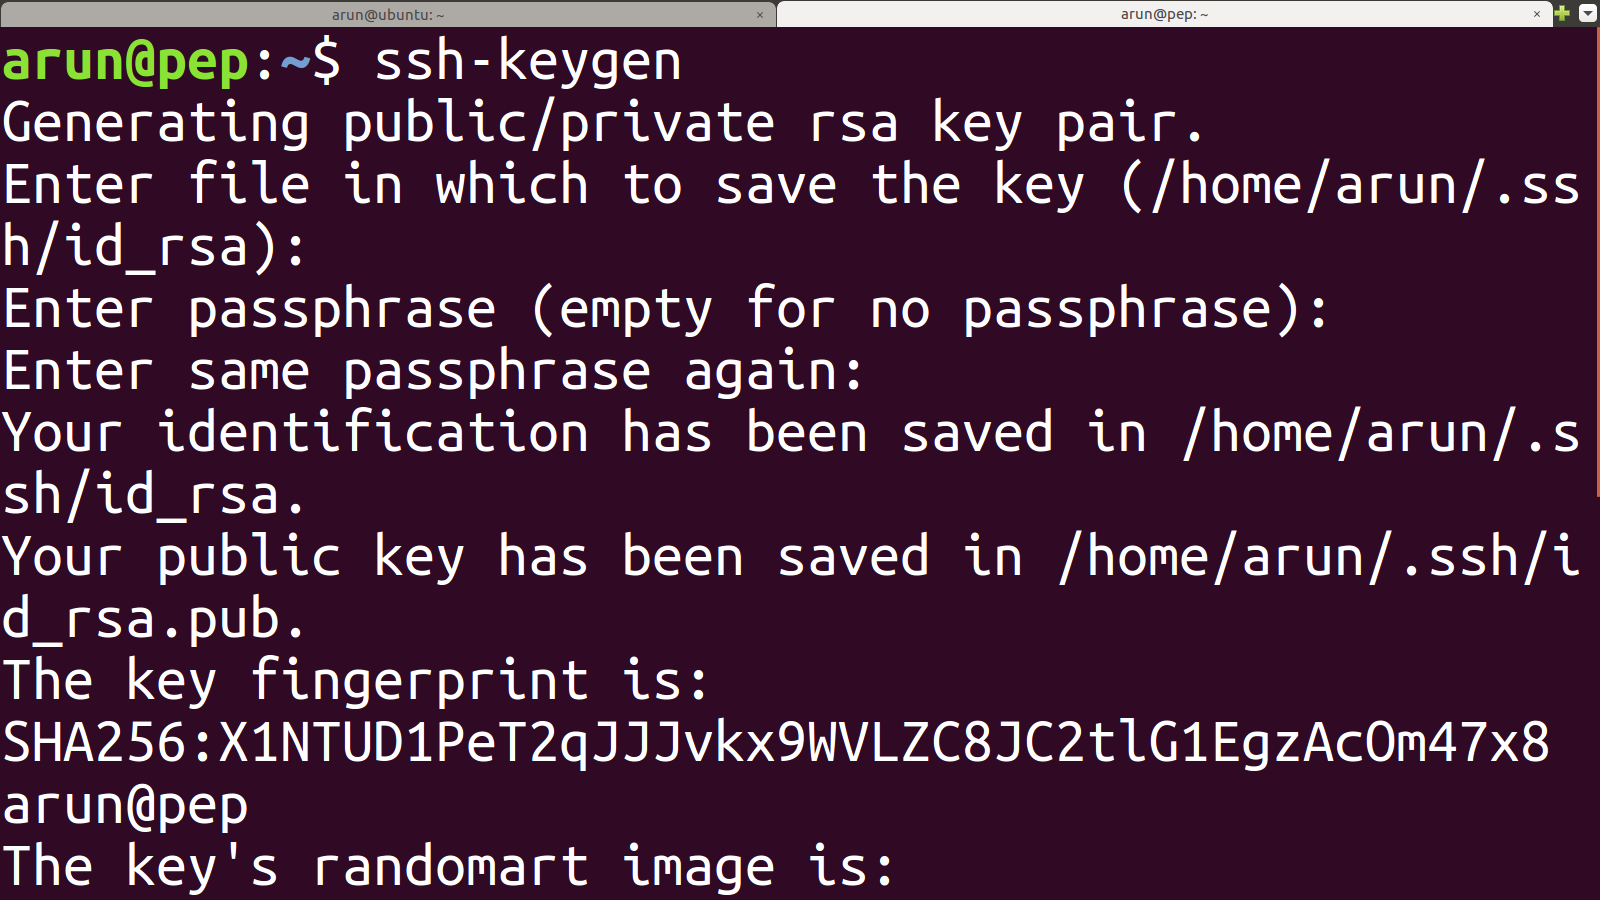 arun@ubuntu: ~ ×
arun@pep: ~ ×
arun@pep:~$ ssh-keygen
Generating public/private rsa key pair.
Enter file in which to save the key (/home/arun/.ss
h/id_rsa):
Enter passphrase (empty for no passphrase):
Enter same passphrase again:
Your identification has been saved in /home/arun/.s
sh/id_rsa.
Your public key has been saved in /home/arun/.ssh/i
d_rsa.pub.
The key fingerprint is:
SHA256:X1NTUD1PeT2qJJJvkx9WVLZC8JC2tlG1EgzAcOm47x8
arun@pep
The key's randomart image is: